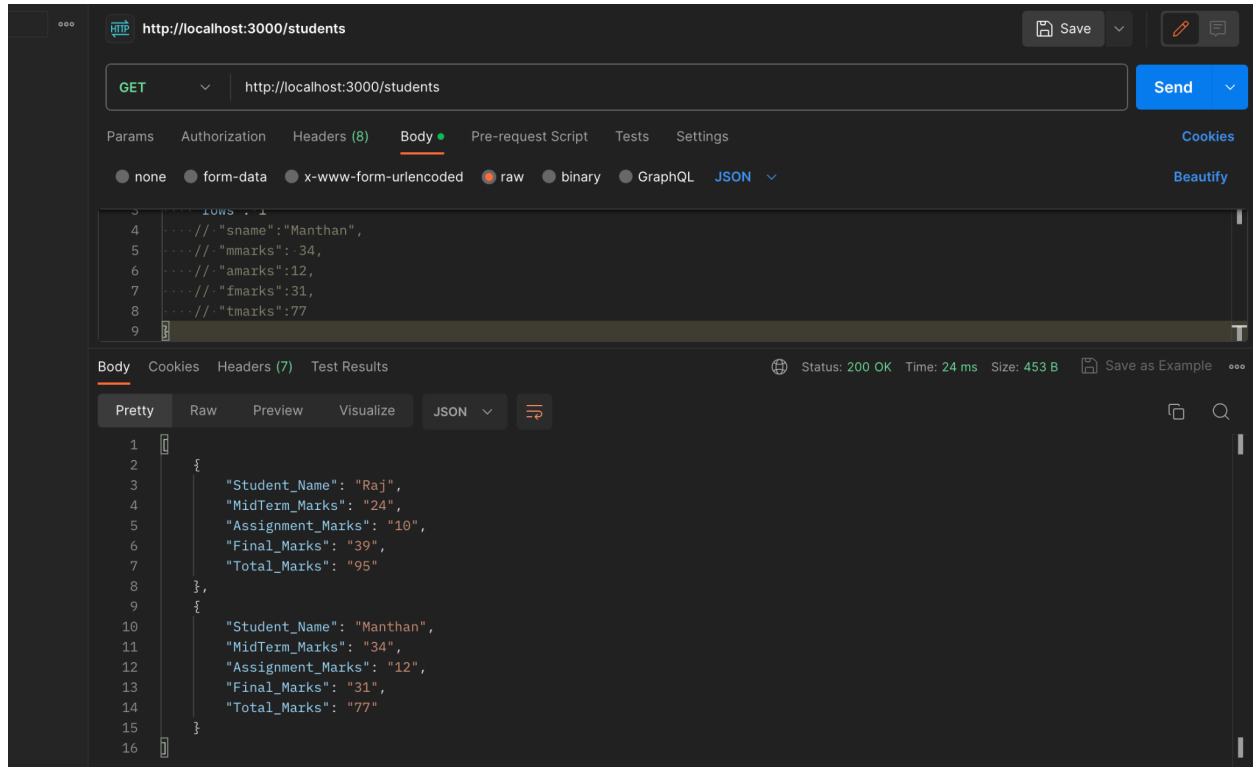 HTTP http://localhost:3000/students Save
GET http://localhost:3000/students Send
Params Authorization Headers (8) Body Pre-request Script Tests Settings Cookies
none form-data x-www-form-urlencoded raw binary GraphQL JSON Beautify
4 ····//·"sname":"Manthan",
5 ····//·"mmarks":·34,
6 ····//·"amarks":12,
7 ····//·"fmarks":31,
8 ····//·"tmarks":77
9 }
Body Cookies Headers (7) Test Results Status: 200 OK Time: 24 ms Size: 453 B Save as Example
Pretty Raw Preview Visualize JSON
1 [
2 {
3 "Student_Name": "Raj",
4 "MidTerm_Marks": "24",
5 "Assignment_Marks": "10",
6 "Final_Marks": "39",
7 "Total_Marks": "95"
8 },
9 {
10 "Student_Name": "Manthan",
11 "MidTerm_Marks": "34",
12 "Assignment_Marks": "12",
13 "Final_Marks": "31",
14 "Total_Marks": "77"
15 }
16 ]